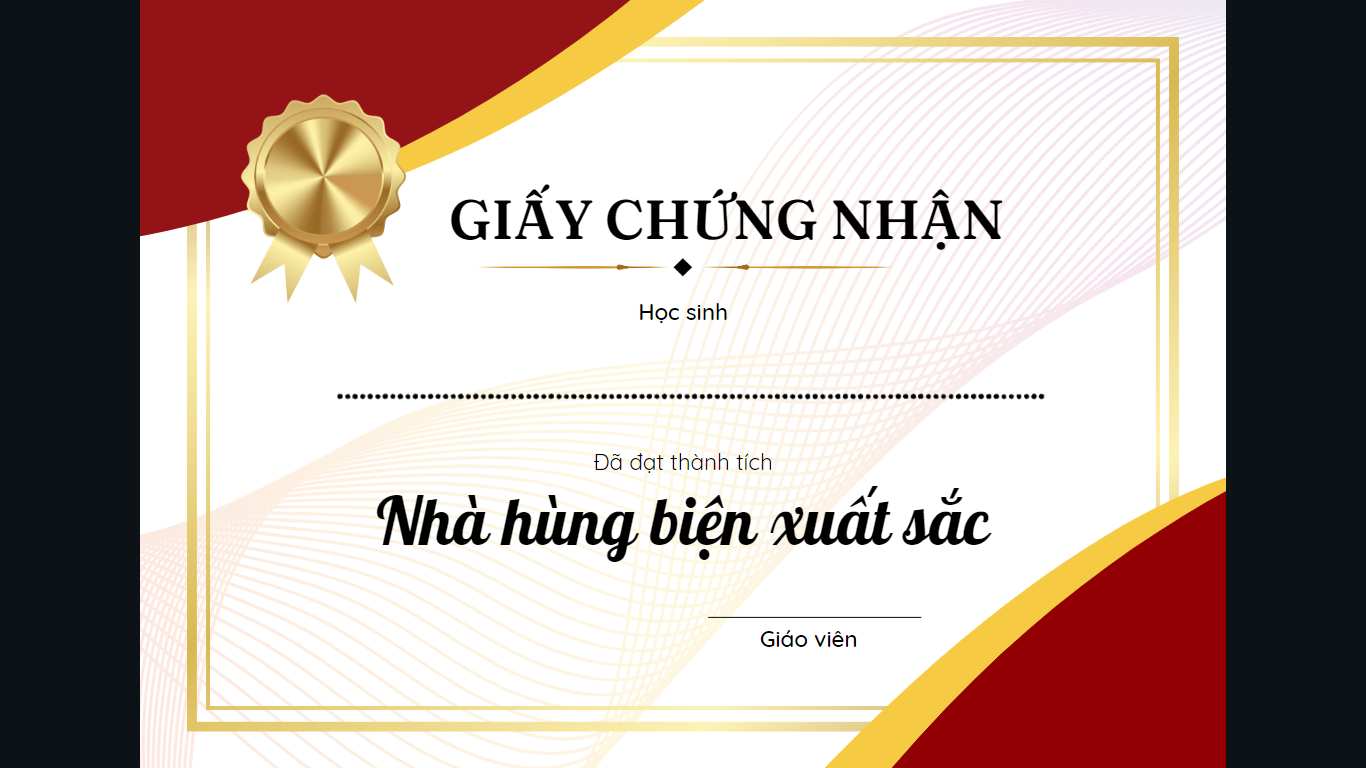 GIẤY CHỨNG NHẬN
Học sinh
Đã đạt thành tích
Nhà hùng biện xuất sắc
Giáo viên